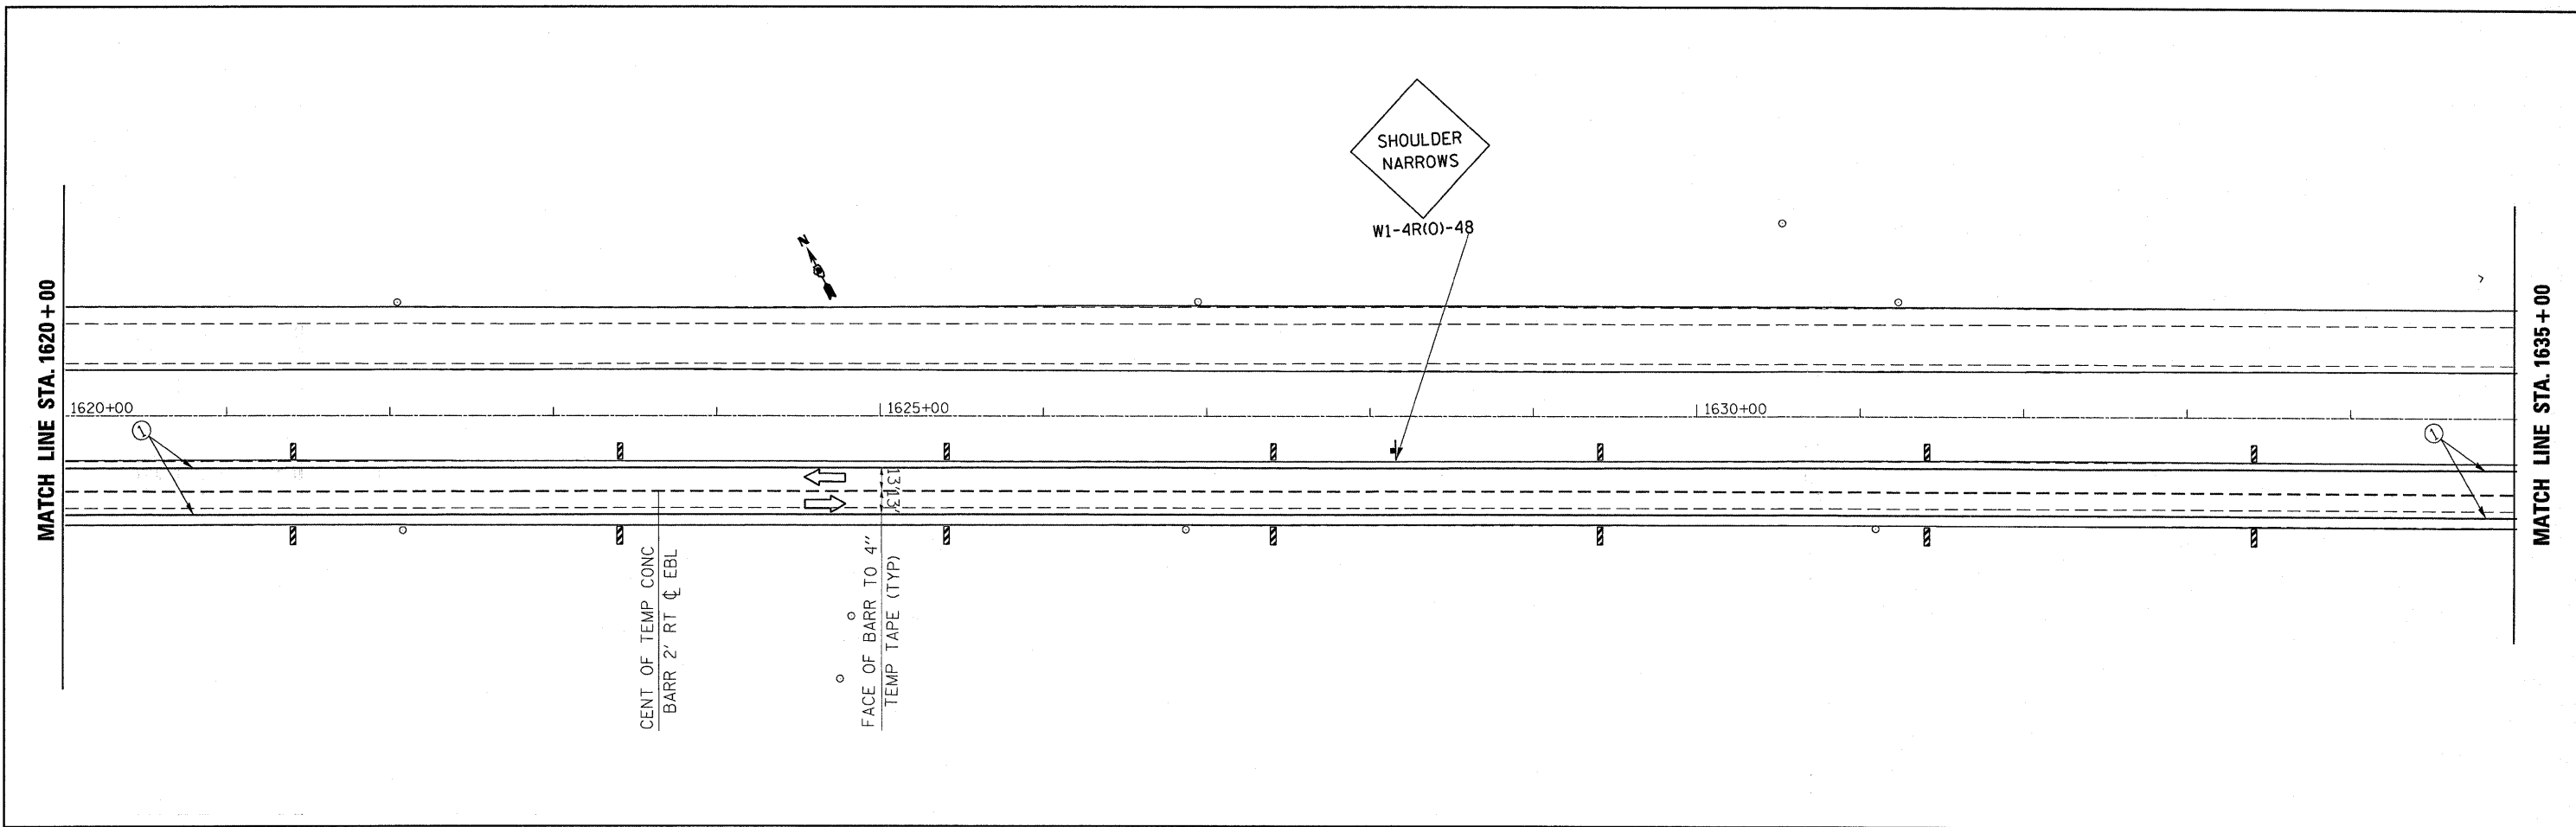 SHOULDER
NARROWS
W1-4R(O)-48
N
MATCH LINE STA. 1620+00
MATCH LINE STA. 1635+00
1620+00
1625+00
1630+00
1
1
13'
13'
CENT OF TEMP CONC
BARR 2' RT ℄ EBL
FACE OF BARR TO 4"
TEMP TAPE (TYP)